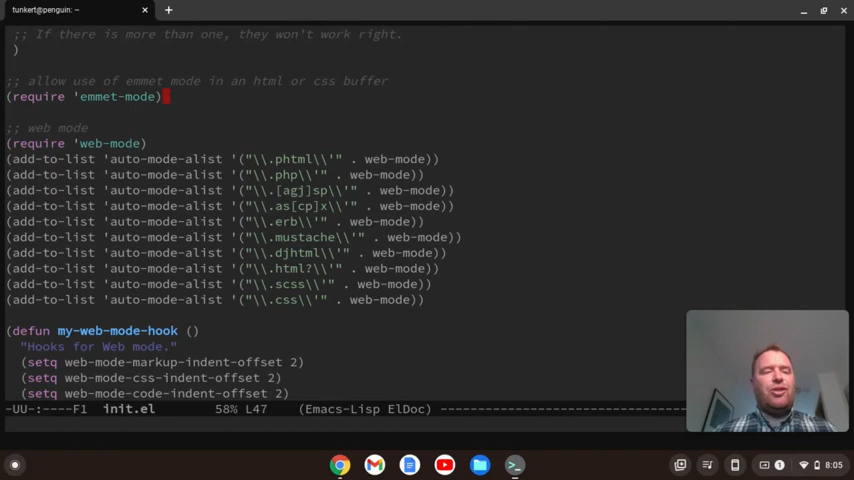 tunkert@penguin: ~
;; If there is more than one, they won't work right.
)
;; allow use of emmet mode in an html or css buffer
(require 'emmet-mode)
;; web mode
(require 'web-mode)
(add-to-list 'auto-mode-alist '("\\.phtml\\'" . web-mode))
(add-to-list 'auto-mode-alist '("\\.php\\'" . web-mode))
(add-to-list 'auto-mode-alist '("\\.[agj]sp\\'" . web-mode))
(add-to-list 'auto-mode-alist '("\\.as[cp]x\\'" . web-mode))
(add-to-list 'auto-mode-alist '("\\.erb\\'" . web-mode))
(add-to-list 'auto-mode-alist '("\\.mustache\\'" . web-mode))
(add-to-list 'auto-mode-alist '("\\.djhtml\\'" . web-mode))
(add-to-list 'auto-mode-alist '("\\.html?\\'" . web-mode))
(add-to-list 'auto-mode-alist '("\\.scss\\'" . web-mode))
(add-to-list 'auto-mode-alist '("\\.css\\'" . web-mode))
(defun my-web-mode-hook ()
"Hooks for Web mode."
(setq web-mode-markup-indent-offset 2)
(setq web-mode-css-indent-offset 2)
(setq web-mode-code-indent-offset 2)
-UU-:----F1 init.el 58% L47 (Emacs-Lisp ElDoc) ----------------------------------
1 8:05